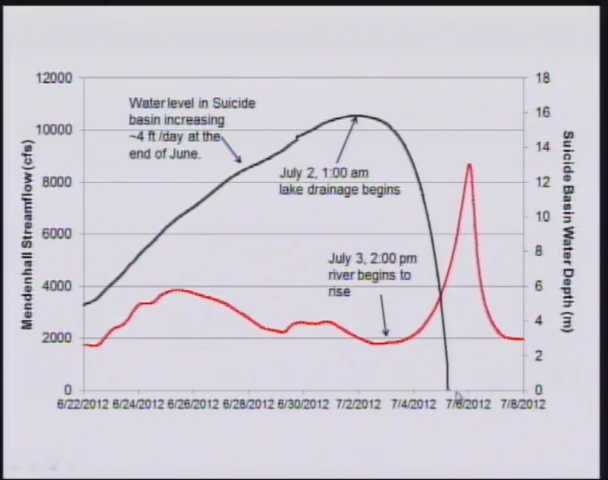 12000
10000
8000
6000
4000
2000
0
Mendenhall Streamflow (cfs)
Water level in Suicide
basin increasing
~4 ft /day at the
end of June.
July 2, 1:00 am
lake drainage begins
July 3, 2:00 pm
river begins to
rise
18
16
14
12
10
8
6
4
2
0
Suicide Basin Water Depth (m)
6/22/2012 6/24/2012 6/26/2012 6/28/2012 6/30/2012 7/2/2012 7/4/2012 7/6/2012 7/8/2012